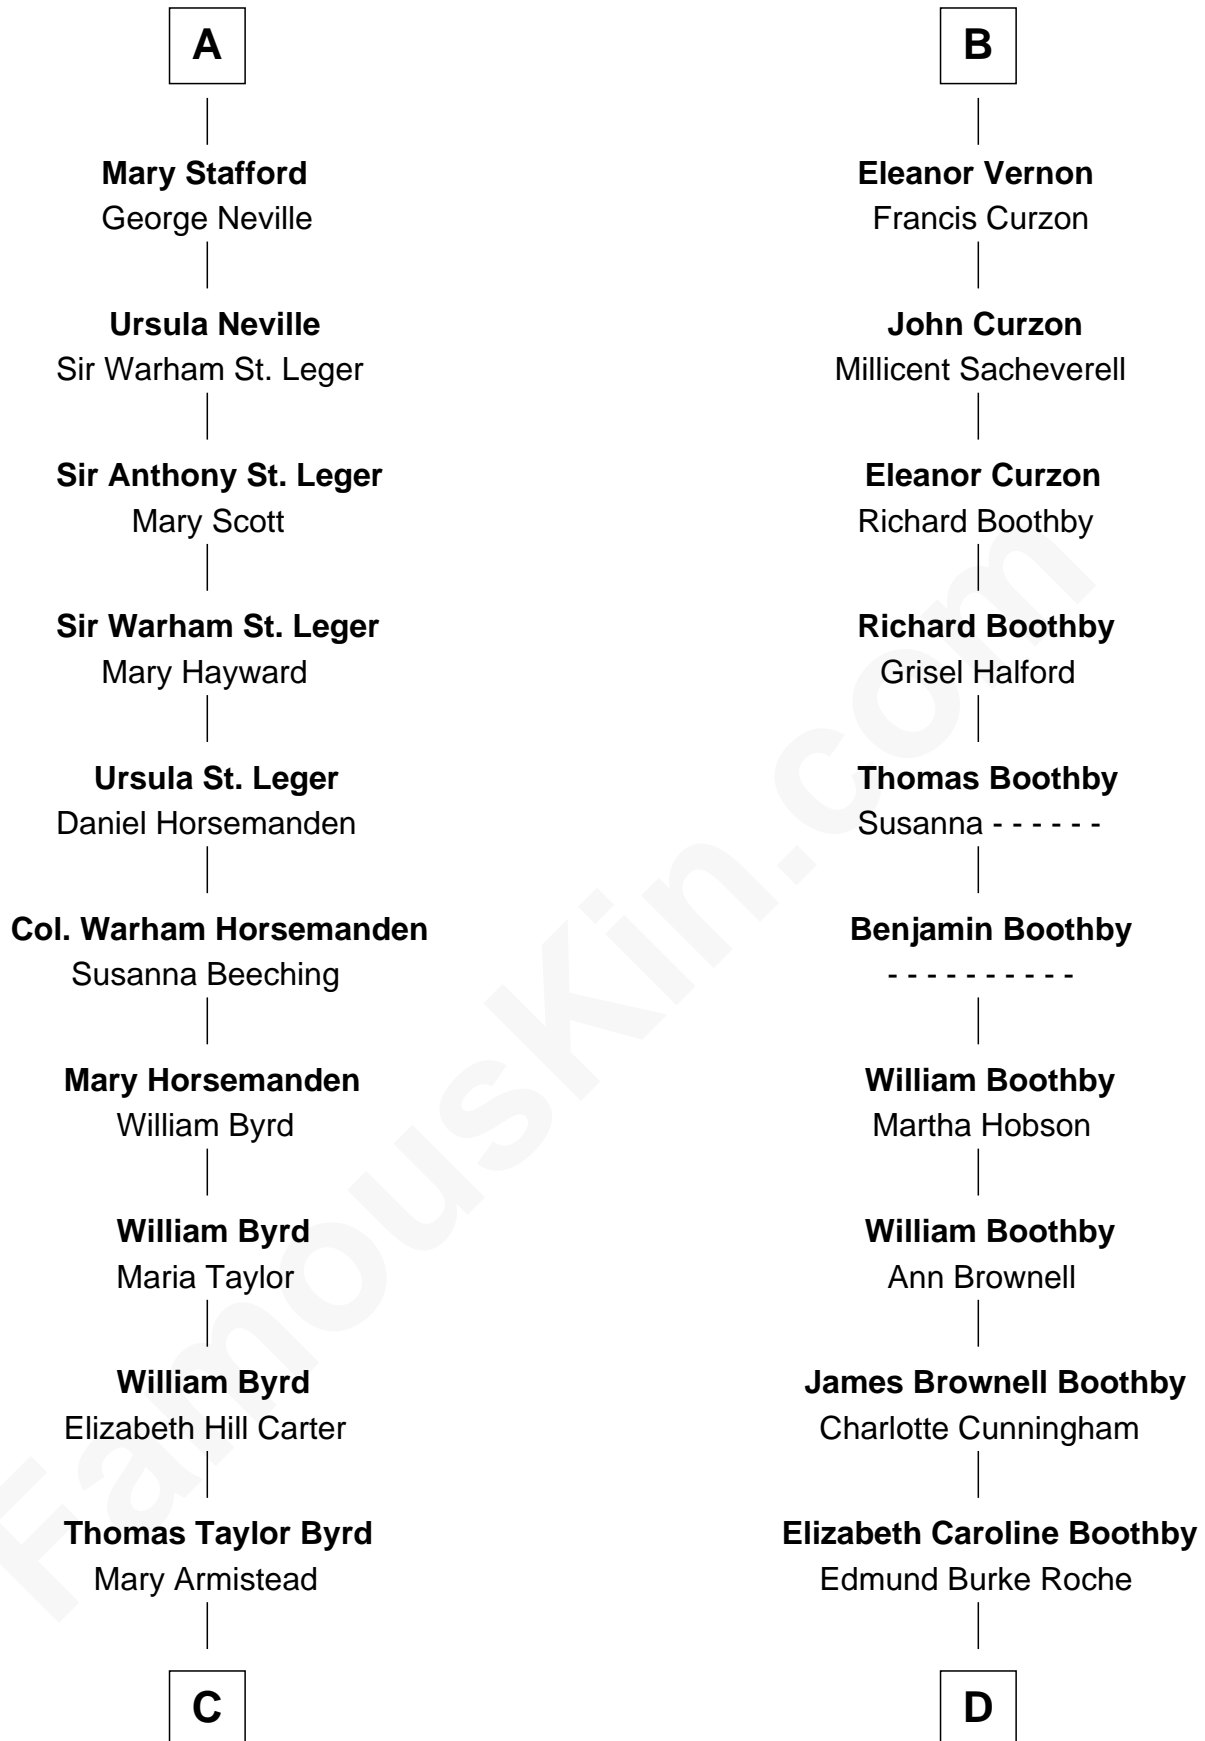 A
Mary Stafford
George Neville
Ursula Neville
Sir Warham St. Leger
Sir Anthony St. Leger
Mary Scott
Sir Warham St. Leger
Mary Hayward
Ursula St. Leger
Daniel Horsemanden
Col. Warham Horsemanden
Susanna Beeching
Mary Horsemanden
William Byrd
William Byrd
Maria Taylor
William Byrd
Elizabeth Hill Carter
Thomas Taylor Byrd
Mary Armistead
C
B
Eleanor Vernon
Francis Curzon
John Curzon
Millicent Sacheverell
Eleanor Curzon
Richard Boothby
Richard Boothby
Grisel Halford
Thomas Boothby
Susanna - - - - - -
Benjamin Boothby
- - - - - - - - - -
William Boothby
Martha Hobson
William Boothby
Ann Brownell
James Brownell Boothby
Charlotte Cunningham
Elizabeth Caroline Boothby
Edmund Burke Roche
D
FamousKin.com